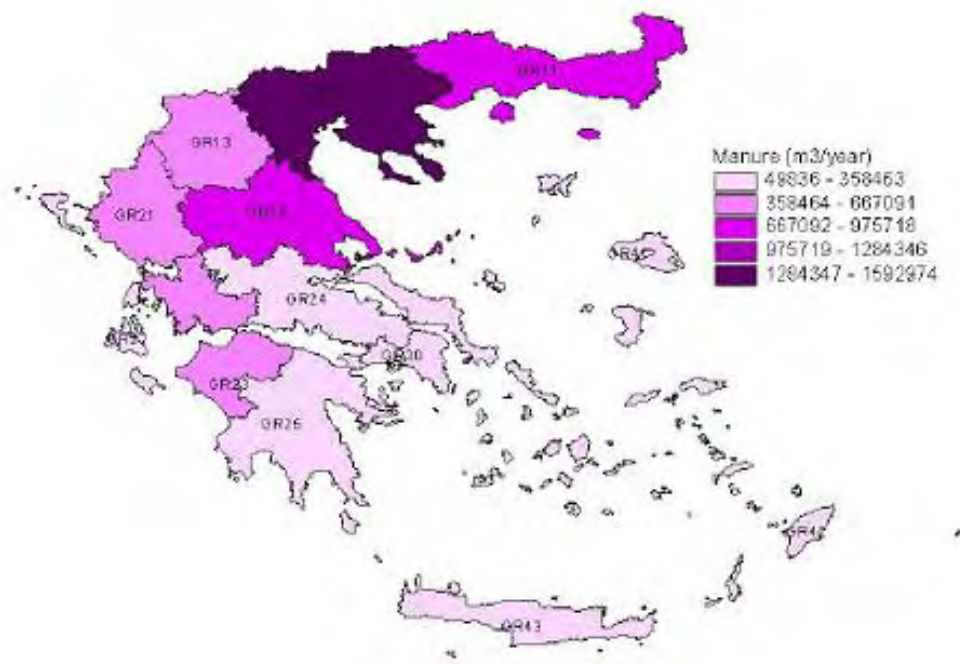 GR11
GR13
Manure (m3/year)
49836 - 358463
358464 - 667091
667092 - 975718
975719 - 1284346
1284347 - 1592974
GR21
GR24
GR30
GR23
GR25
GR42
GR43